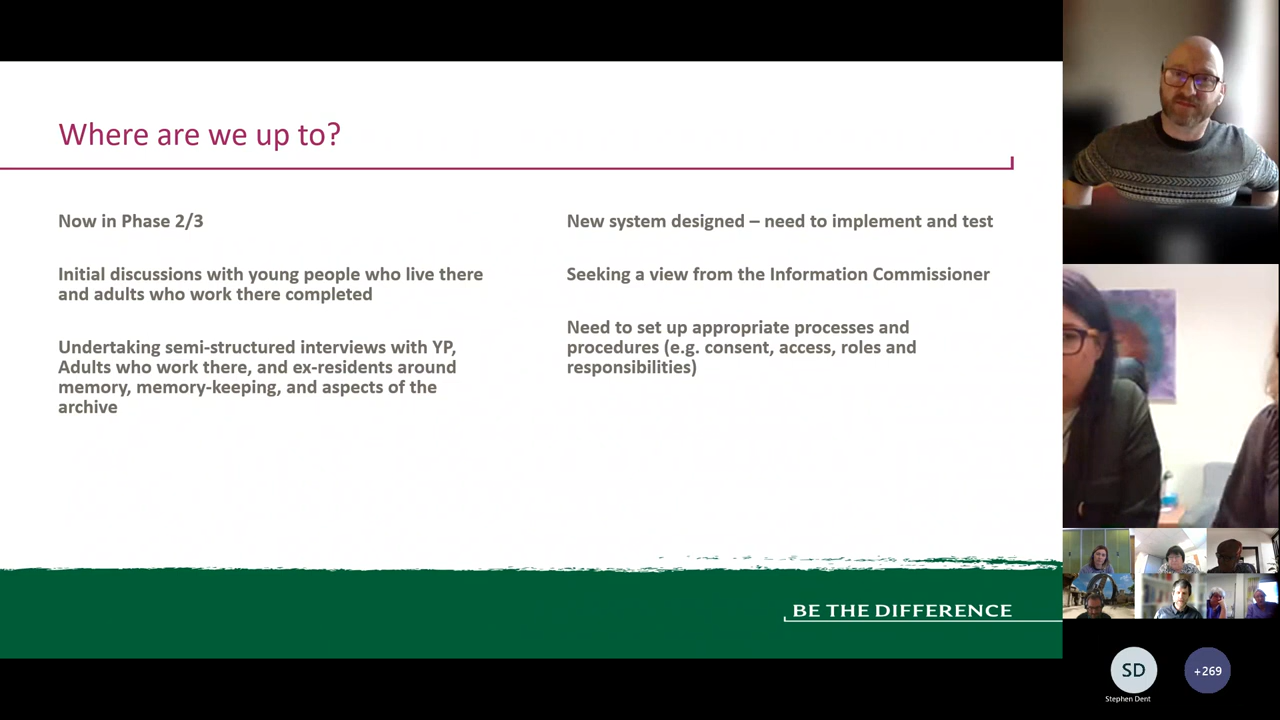 Where are we up to?
Now in Phase 2/3
Initial discussions with young people who live there
and adults who work there completed
Undertaking semi-structured interviews with YP,
Adults who work there, and ex-residents around
memory, memory-keeping, and aspects of the
archive
New system designed – need to implement and test
Seeking a view from the Information Commissioner
Need to set up appropriate processes and
procedures (e.g. consent, access, roles and
responsibilities)
BE THE DIFFERENCE
SD
Stephen Dent
+269